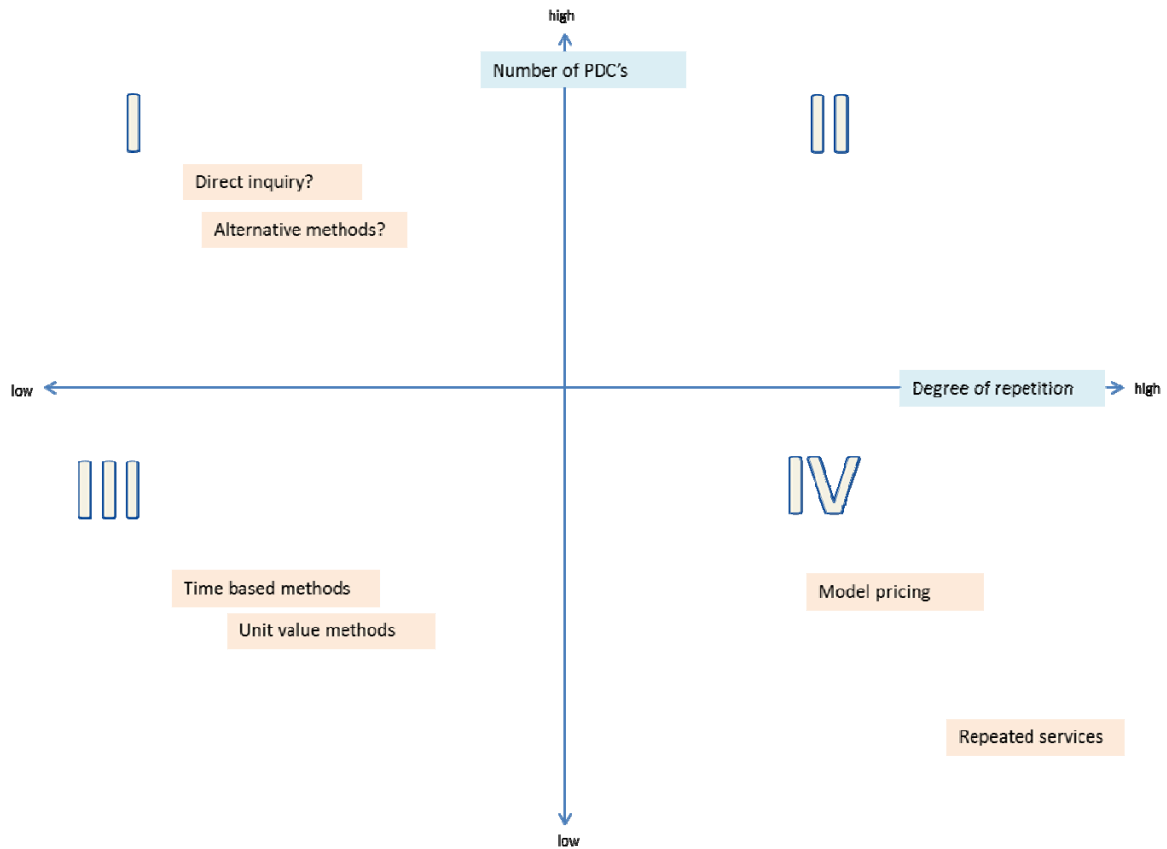 high
Number of PDC's
I
II
Direct inquiry?
Alternative methods?
low
Degree of repetition
high
III
IV
Time based methods
Model pricing
Unit value methods
Repeated services
low